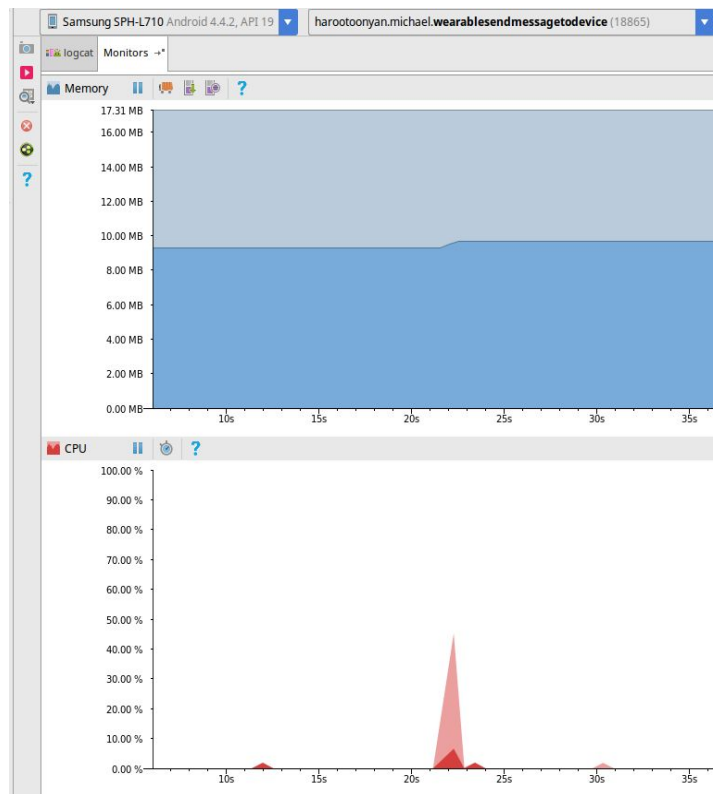 Samsung SPH-L710 Android 4.4.2, API 19
harootoonyan.michael.wearablesendmessagetodevice (18865)
logcat Monitors
Memory ?
17.31 MB
16.00 MB
14.00 MB
12.00 MB
10.00 MB
8.00 MB
6.00 MB
4.00 MB
2.00 MB
0.00 MB
10s 15s 20s 25s 30s 35s
CPU ?
100.00 %
90.00 %
80.00 %
70.00 %
60.00 %
50.00 %
40.00 %
30.00 %
20.00 %
10.00 %
0.00 %
10s 15s 20s 25s 30s 35s
?